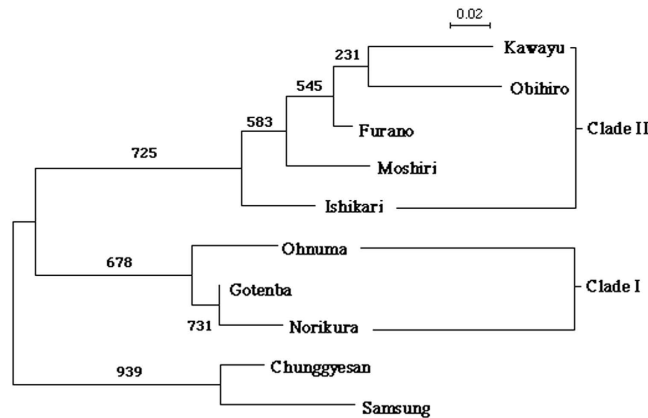 0.02
Kawayu
231
Obihiro
545
Furano
583
Clade II
Moshiri
725
Ishikari
Ohnuma
678
Gotenba
Clade I
731
Norikura
Chunggyesan
939
Samsung